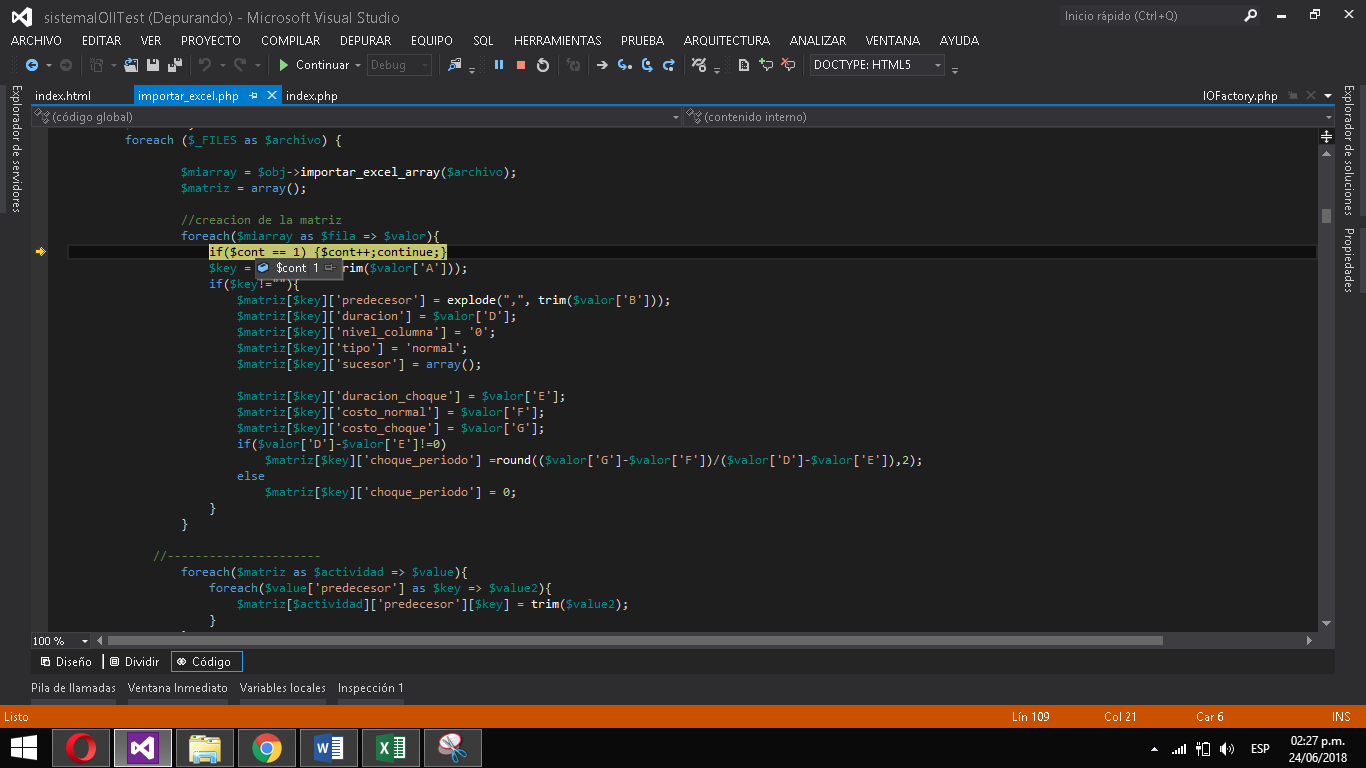 sistemaIOIITest (Depurando) - Microsoft Visual Studio
Inicio rápido (Ctrl+Q)
ARCHIVO EDITAR VER PROYECTO COMPILAR DEPURAR EQUIPO SQL HERRAMIENTAS PRUEBA ARQUITECTURA ANALIZAR VENTANA AYUDA
Continuar Debug DOCTYPE: HTML5
index.html importar_excel.php index.php IOFactory.php
(código global) (contenido interno)
Explorador de servidores
Explorador de soluciones
Propiedades
foreach ($_FILES as $archivo) {
$miarray = $obj->importar_excel_array($archivo);
$matriz = array();
//creacion de la matriz
foreach($miarray as $fila => $valor){
if($cont == 1) {$cont++;continue;}
$key = rim($valor['A']));
$cont 1
if($key!=""){
$matriz[$key]['predecesor'] = explode(",", trim($valor['B']));
$matriz[$key]['duracion'] = $valor['D'];
$matriz[$key]['nivel_columna'] = '0';
$matriz[$key]['tipo'] = 'normal';
$matriz[$key]['sucesor'] = array();
$matriz[$key]['duracion_choque'] = $valor['E'];
$matriz[$key]['costo_normal'] = $valor['F'];
$matriz[$key]['costo_choque'] = $valor['G'];
if($valor['D']-$valor['E']!=0)
$matriz[$key]['choque_periodo'] =round(($valor['G']-$valor['F'])/($valor['D']-$valor['E']),2);
else
$matriz[$key]['choque_periodo'] = 0;
}
}
//----------------------
foreach($matriz as $actividad => $value){
foreach($value['predecesor'] as $key => $value2){
$matriz[$actividad]['predecesor'][$key] = trim($value2);
}
100 %
Diseño Dividir Código
Pila de llamadas Ventana Inmediato Variables locales Inspección 1
Listo Lín 109 Col 21 Car 6 INS
ESP
02:27 p.m.
24/06/2018